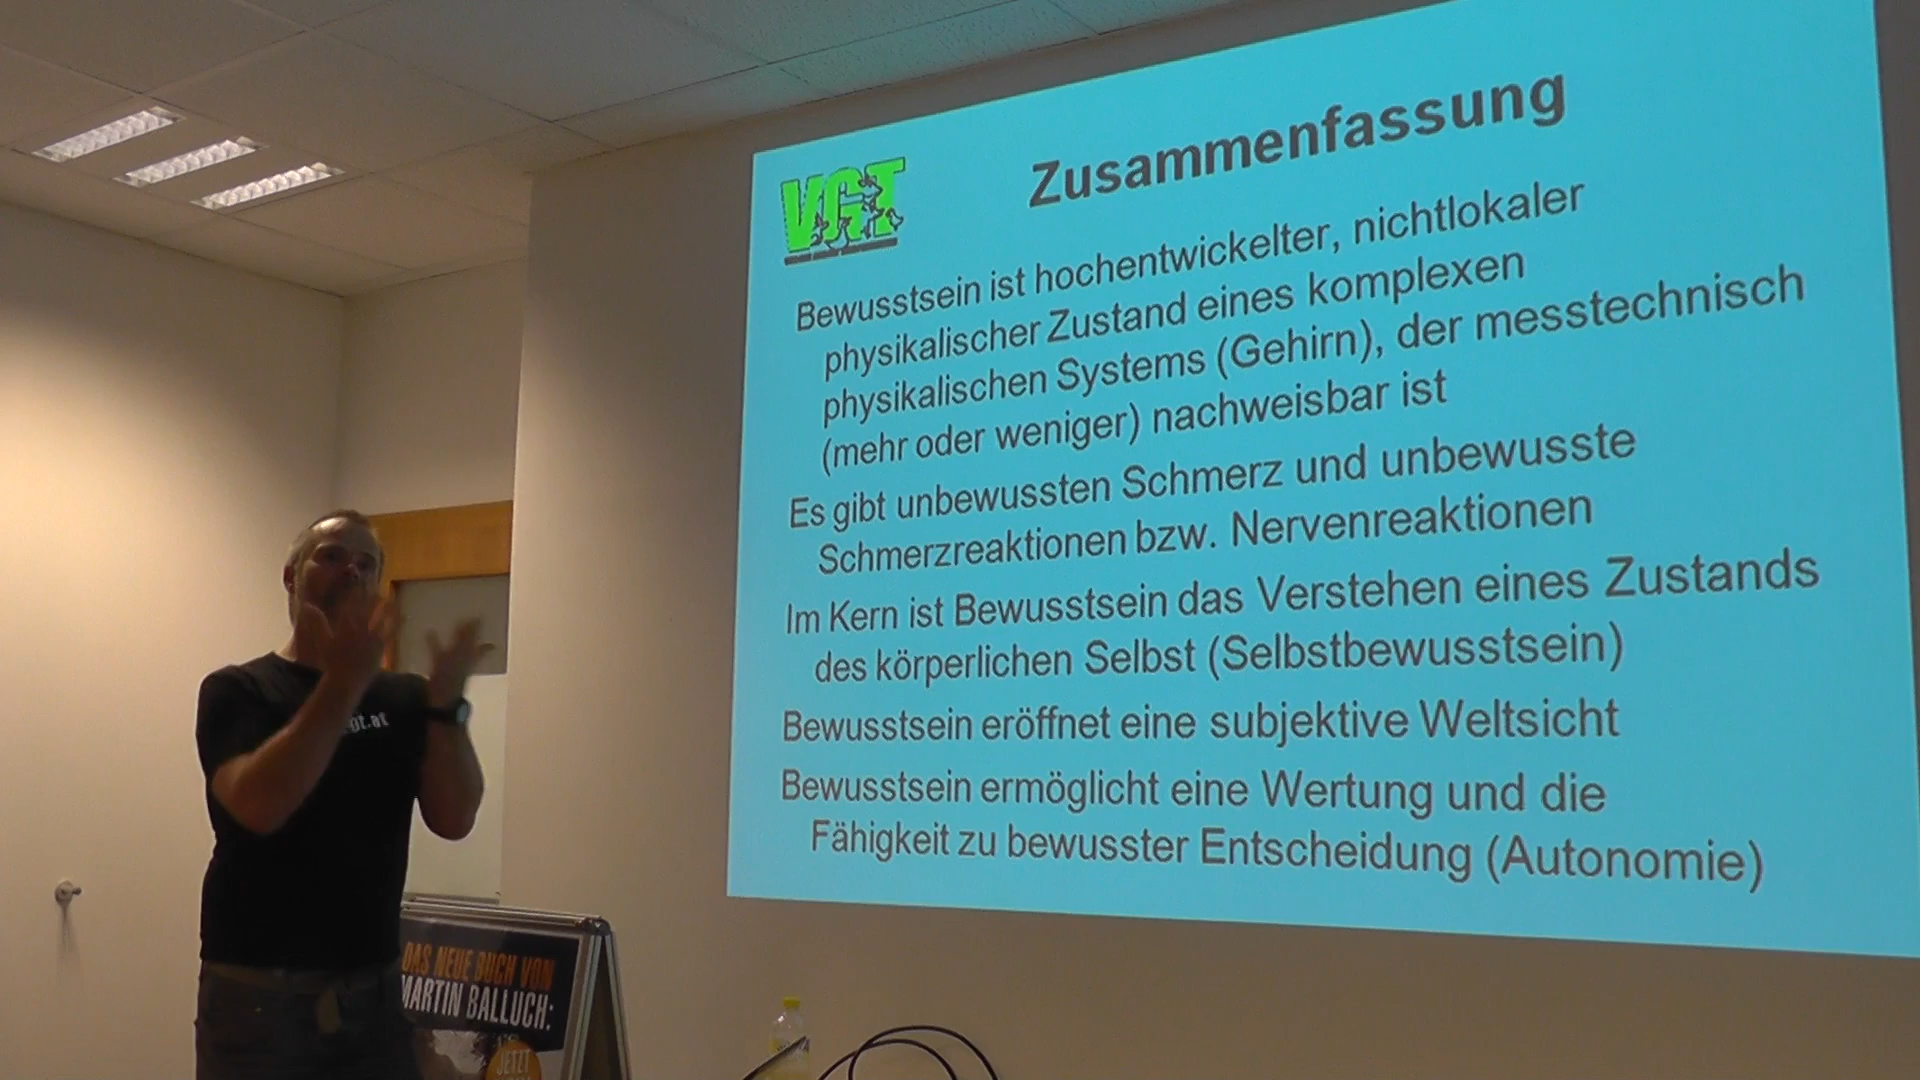 VGT
Zusammenfassung
Bewusstsein ist hochentwickelter, nichtlokaler
physikalischer Zustand eines komplexen
physikalischen Systems (Gehirn), der messtechnisch
(mehr oder weniger) nachweisbar ist
Es gibt unbewussten Schmerz und unbewusste
Schmerzreaktionen bzw. Nervenreaktionen
Im Kern ist Bewusstsein das Verstehen eines Zustands
des körperlichen Selbst (Selbstbewusstsein)
Bewusstsein eröffnet eine subjektive Weltsicht
Bewusstsein ermöglicht eine Wertung und die
Fähigkeit zu bewusster Entscheidung (Autonomie)
DAS NEUE BUCH VON
MARTIN BALLUCH:
JETZT